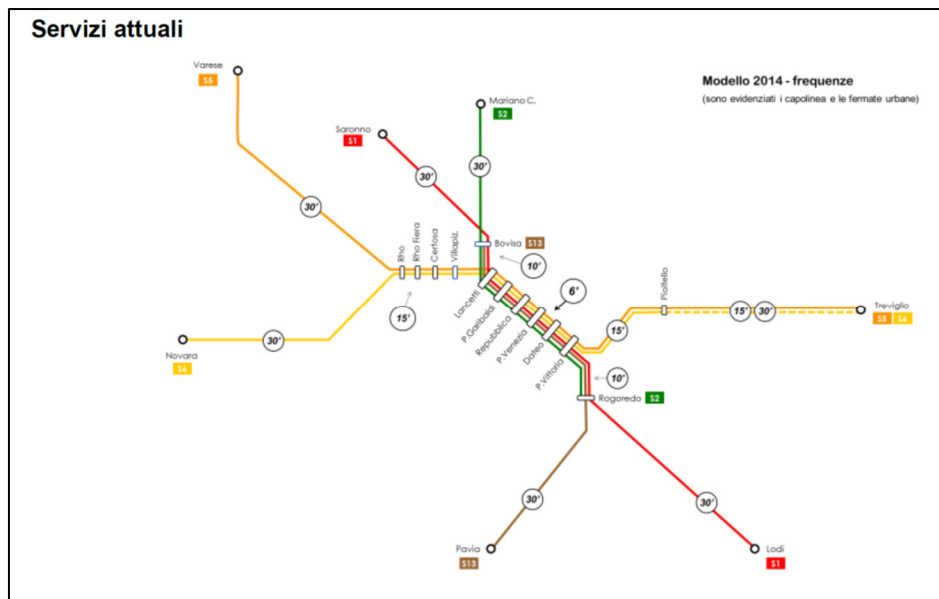 Servizi attuali
Modello 2014 - frequenze
(sono evidenziati i capolinea e le fermate urbane)
Varese
S5
Mariano C.
S2
Saronno
S1
30'
30'
30'
Rho
Rho Fiera
Certosa
Villapiz.
Bovisa
S13
10'
15'
6'
Lancetti
P.Garibaldi
Repubblica
P.Venezia
Dateo
P.Vittoria
Pioltello
15'
15'
30'
Treviglio
S5
S6
Novara
S6
30'
10'
Rogoredo
S2
30'
30'
Pavia
S13
Lodi
S1